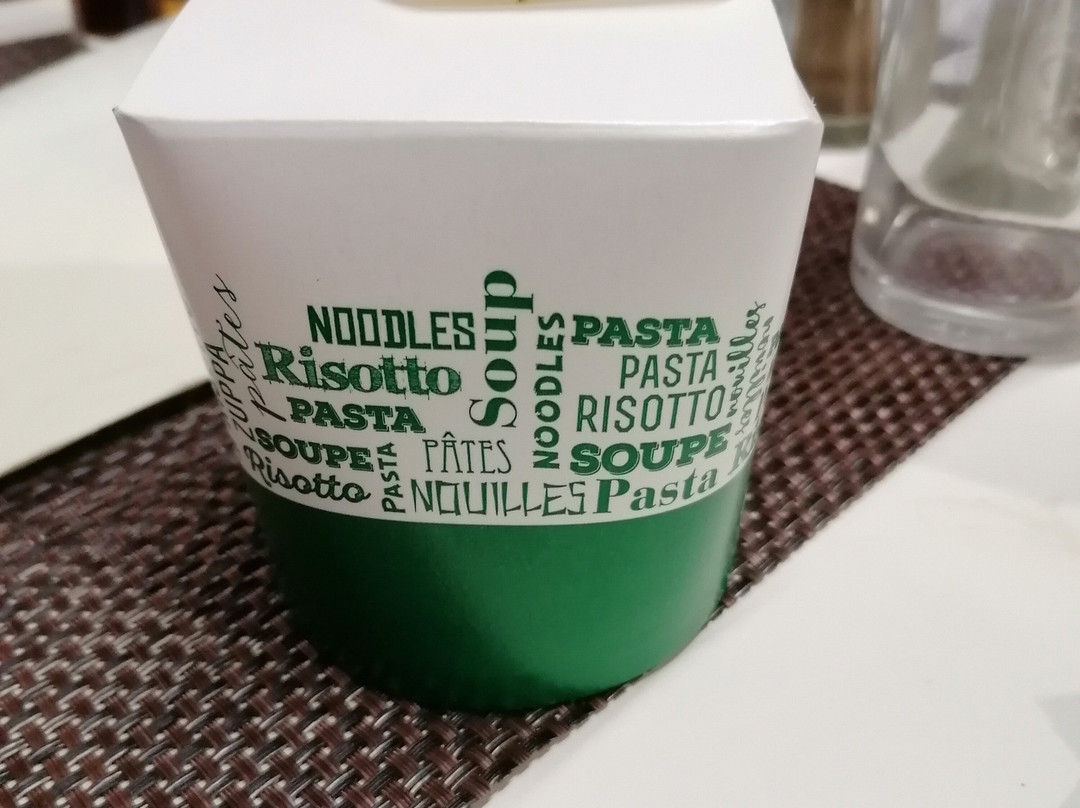 ZUPPA
pâtes
NOODLES
Risotto
PASTA
SOUPE
Risotto
PASTA
PÂTES
NOUILLES
Soup
NOODLES
PASTA
PASTA
RISOTTO
SOUPE
Pasta
nouilles